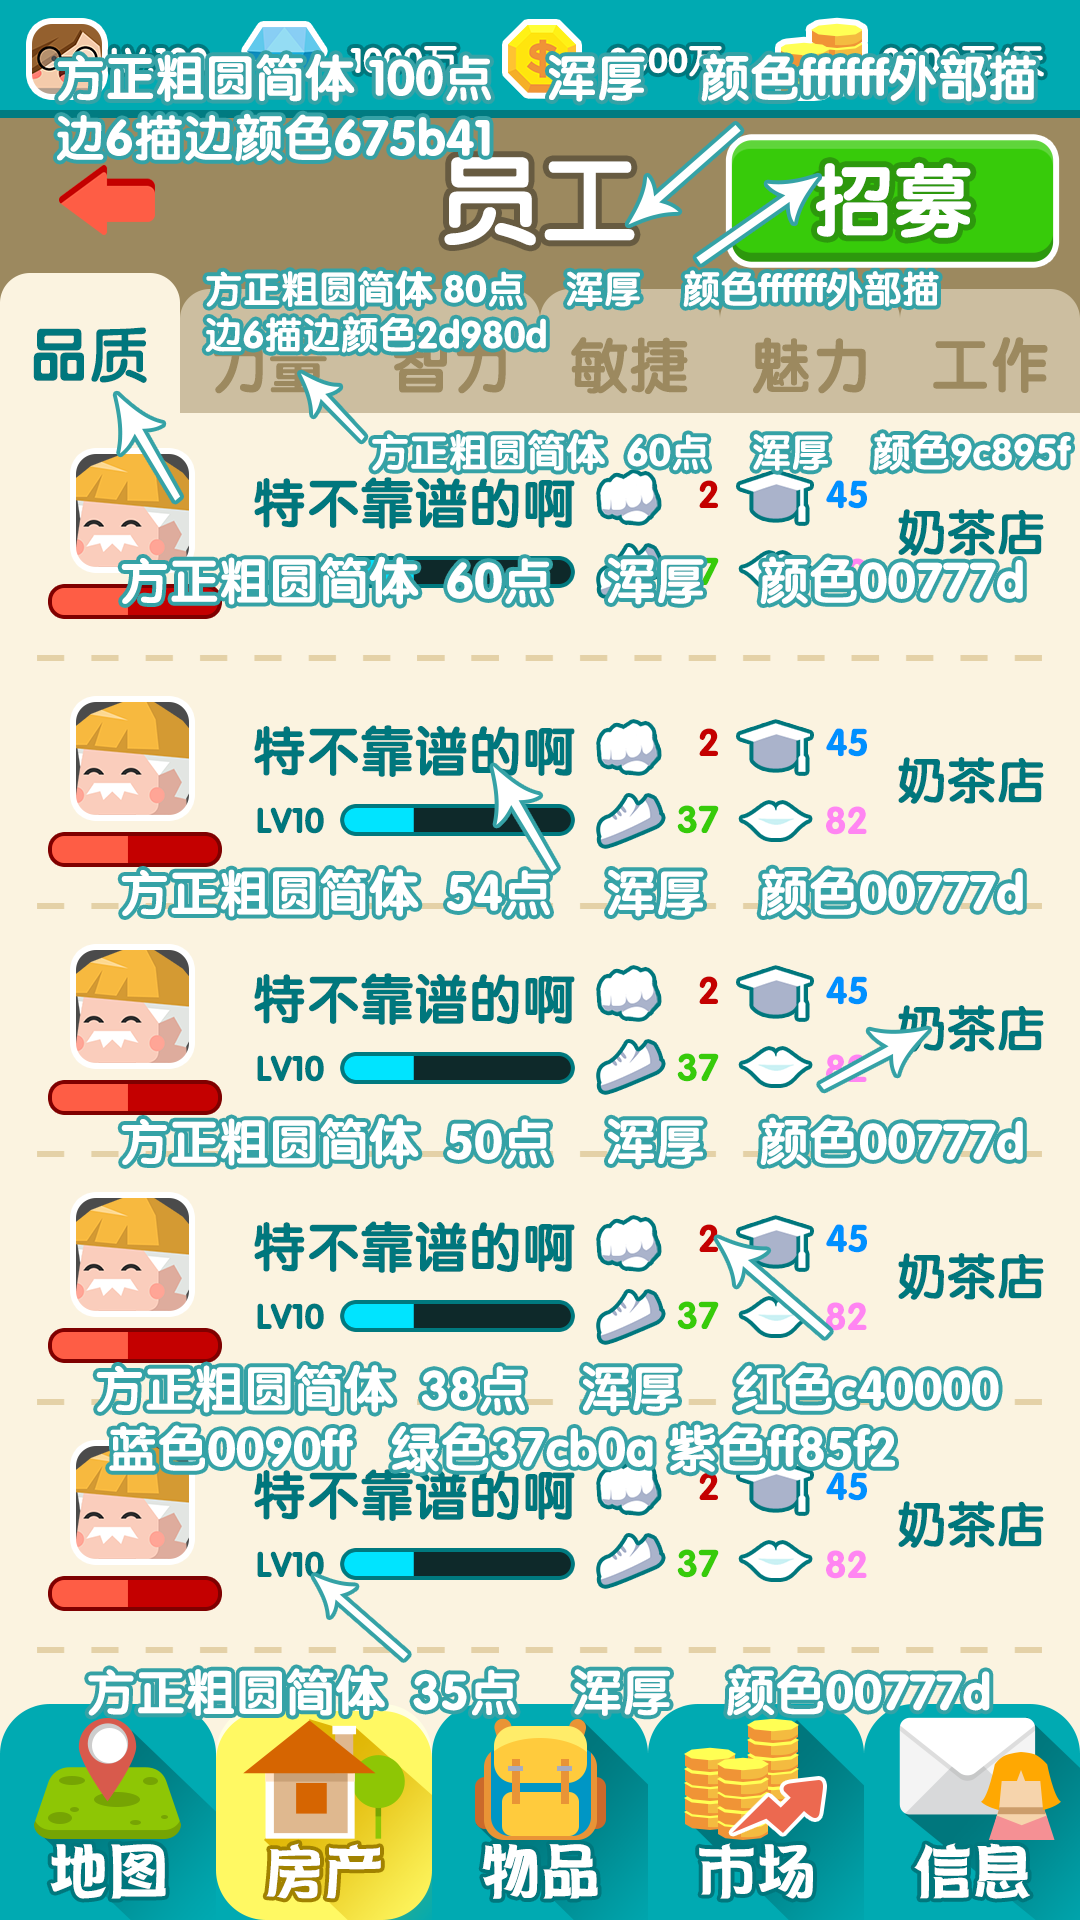 方正粗圆简体 100点 浑厚 颜色ffffff外部描
边6描边颜色675b41
员工
招募
方正粗圆简体 80点 浑厚 颜色ffffff外部描
边6描边颜色2d980d
品质 力量 智力 敏捷 魅力 工作
方正粗圆简体 60点 浑厚 颜色9c895f
特不靠谱的啊 2 45 奶茶店
方正粗圆简体 60点 浑厚 颜色00777d
特不靠谱的啊 2 45 奶茶店
LV10 37 82
方正粗圆简体 54点 浑厚 颜色00777d
特不靠谱的啊 2 45 奶茶店
LV10 37 82
方正粗圆简体 50点 浑厚 颜色00777d
特不靠谱的啊 2 45 奶茶店
LV10 37 82
方正粗圆简体 38点 浑厚 红色c40000
蓝色0090ff 绿色37cb0a 紫色ff85f2
特不靠谱的啊 2 45 奶茶店
LV10 37 82
方正粗圆简体 35点 浑厚 颜色00777d
地图 房产 物品 市场 信息